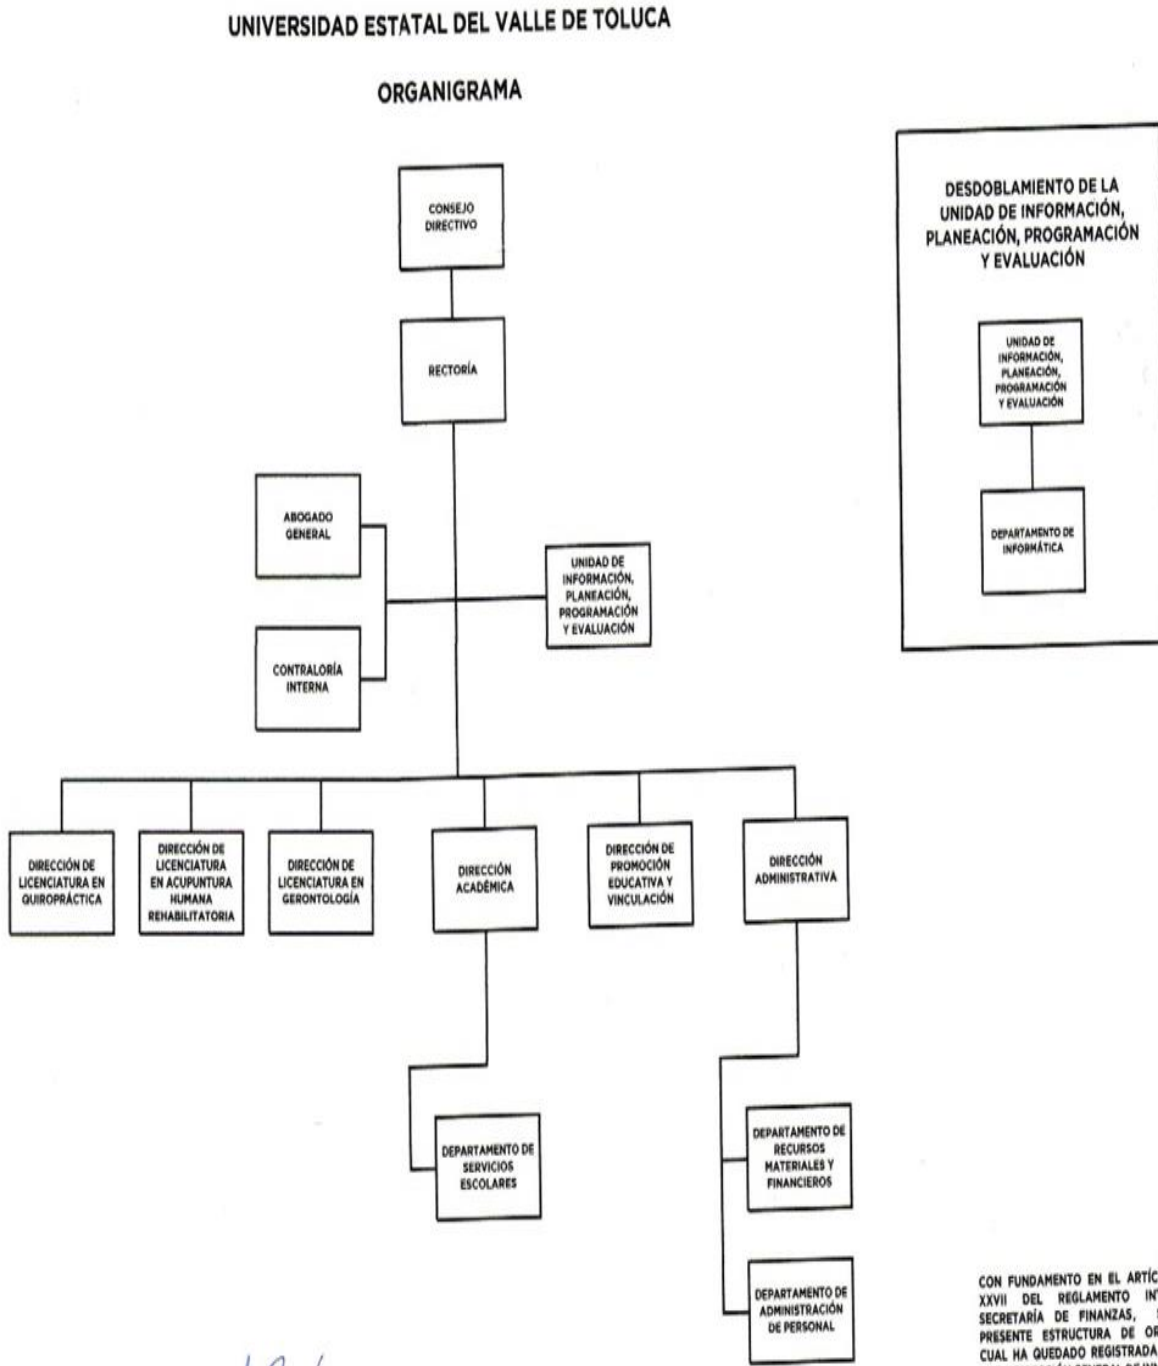 UNIVERSIDAD ESTATAL DEL VALLE DE TOLUCA
ORGANIGRAMA
CONSEJO
DIRECTIVO
RECTORÍA
ABOGADO
GENERAL
CONTRALORÍA
INTERNA
UNIDAD DE
INFORMACIÓN,
PLANEACIÓN,
PROGRAMACIÓN
Y EVALUACIÓN
DIRECCIÓN DE
LICENCIATURA EN
QUIROPRÁCTICA
DIRECCIÓN DE
LICENCIATURA
EN ACUPUNTURA
HUMANA
REHABILITATORIA
DIRECCIÓN DE
LICENCIATURA EN
GERONTOLOGÍA
DIRECCIÓN
ACADÉMICA
DIRECCIÓN DE
PROMOCIÓN
EDUCATIVA Y
VINCULACIÓN
DIRECCIÓN
ADMINISTRATIVA
DEPARTAMENTO DE
SERVICIOS
ESCOLARES
DEPARTAMENTO DE
RECURSOS
MATERIALES Y
FINANCIEROS
DEPARTAMENTO DE
ADMINISTRACIÓN
DE PERSONAL
DESDOBLAMIENTO DE LA
UNIDAD DE INFORMACIÓN,
PLANEACIÓN, PROGRAMACIÓN
Y EVALUACIÓN
UNIDAD DE
INFORMACIÓN,
PLANEACIÓN,
PROGRAMACIÓN
Y EVALUACIÓN
DEPARTAMENTO DE
INFORMÁTICA
CON FUNDAMENTO EN EL
XXVII DEL REGLAMENTO
SECRETARÍA DE FINANZAS,
PRESENTE ESTRUCTURA DE
CUAL HA QUEDADO REGISTRADA